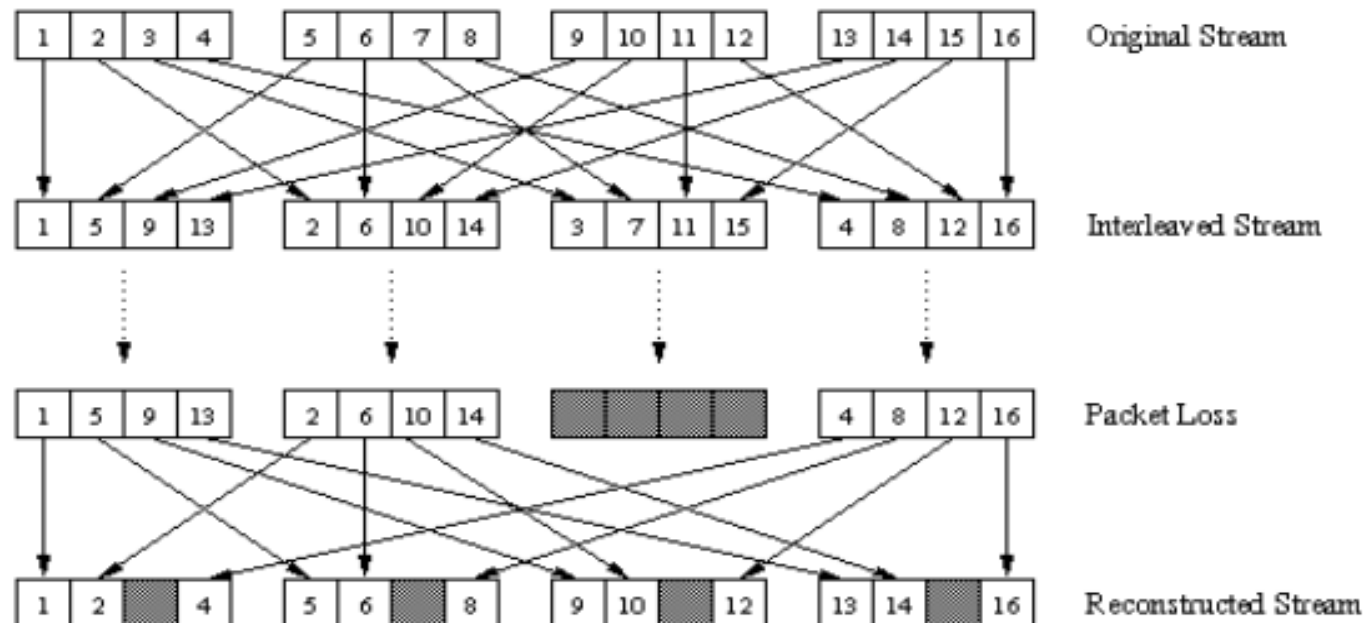 1 2 3 4 5 6 7 8 9 10 11 12 13 14 15 16 Original Stream
1 5 9 13 2 6 10 14 3 7 11 15 4 8 12 16 Interleaved Stream
1 5 9 13 2 6 10 14 4 8 12 16 Packet Loss
1 2 4 5 6 8 9 10 12 13 14 16 Reconstructed Stream